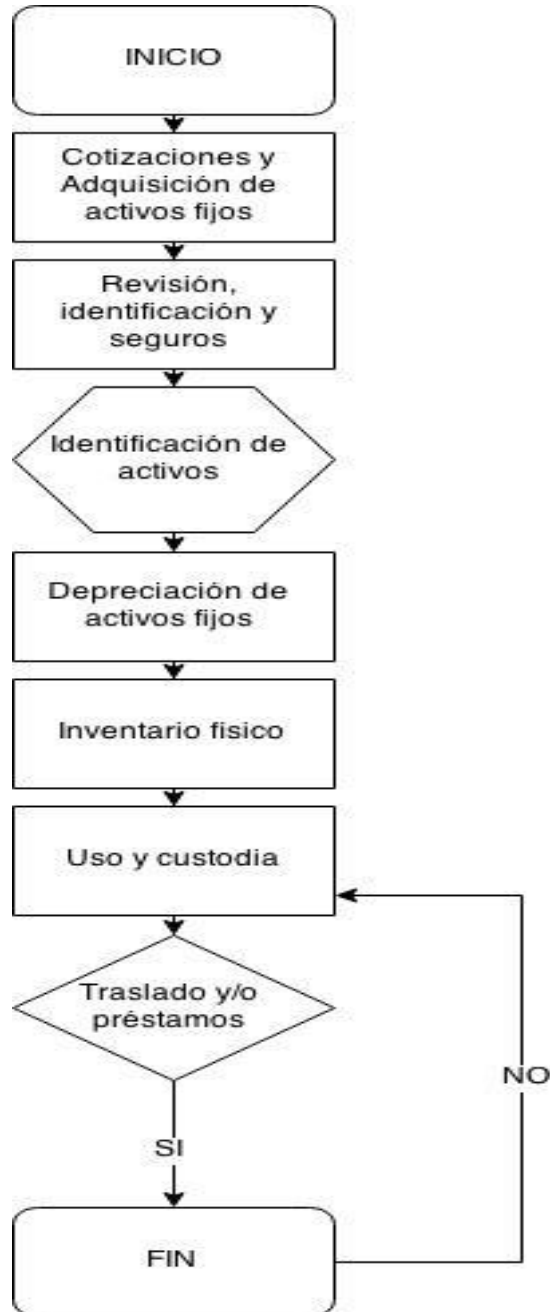 INICIO
Cotizaciones y
Adquisición de
activos fijos
Revisión,
identificación y
seguros
Identificación de
activos
Depreciación de
activos fijos
Inventario fisico
Uso y custodia
Traslado y/o
préstamos
NO
SI
FIN